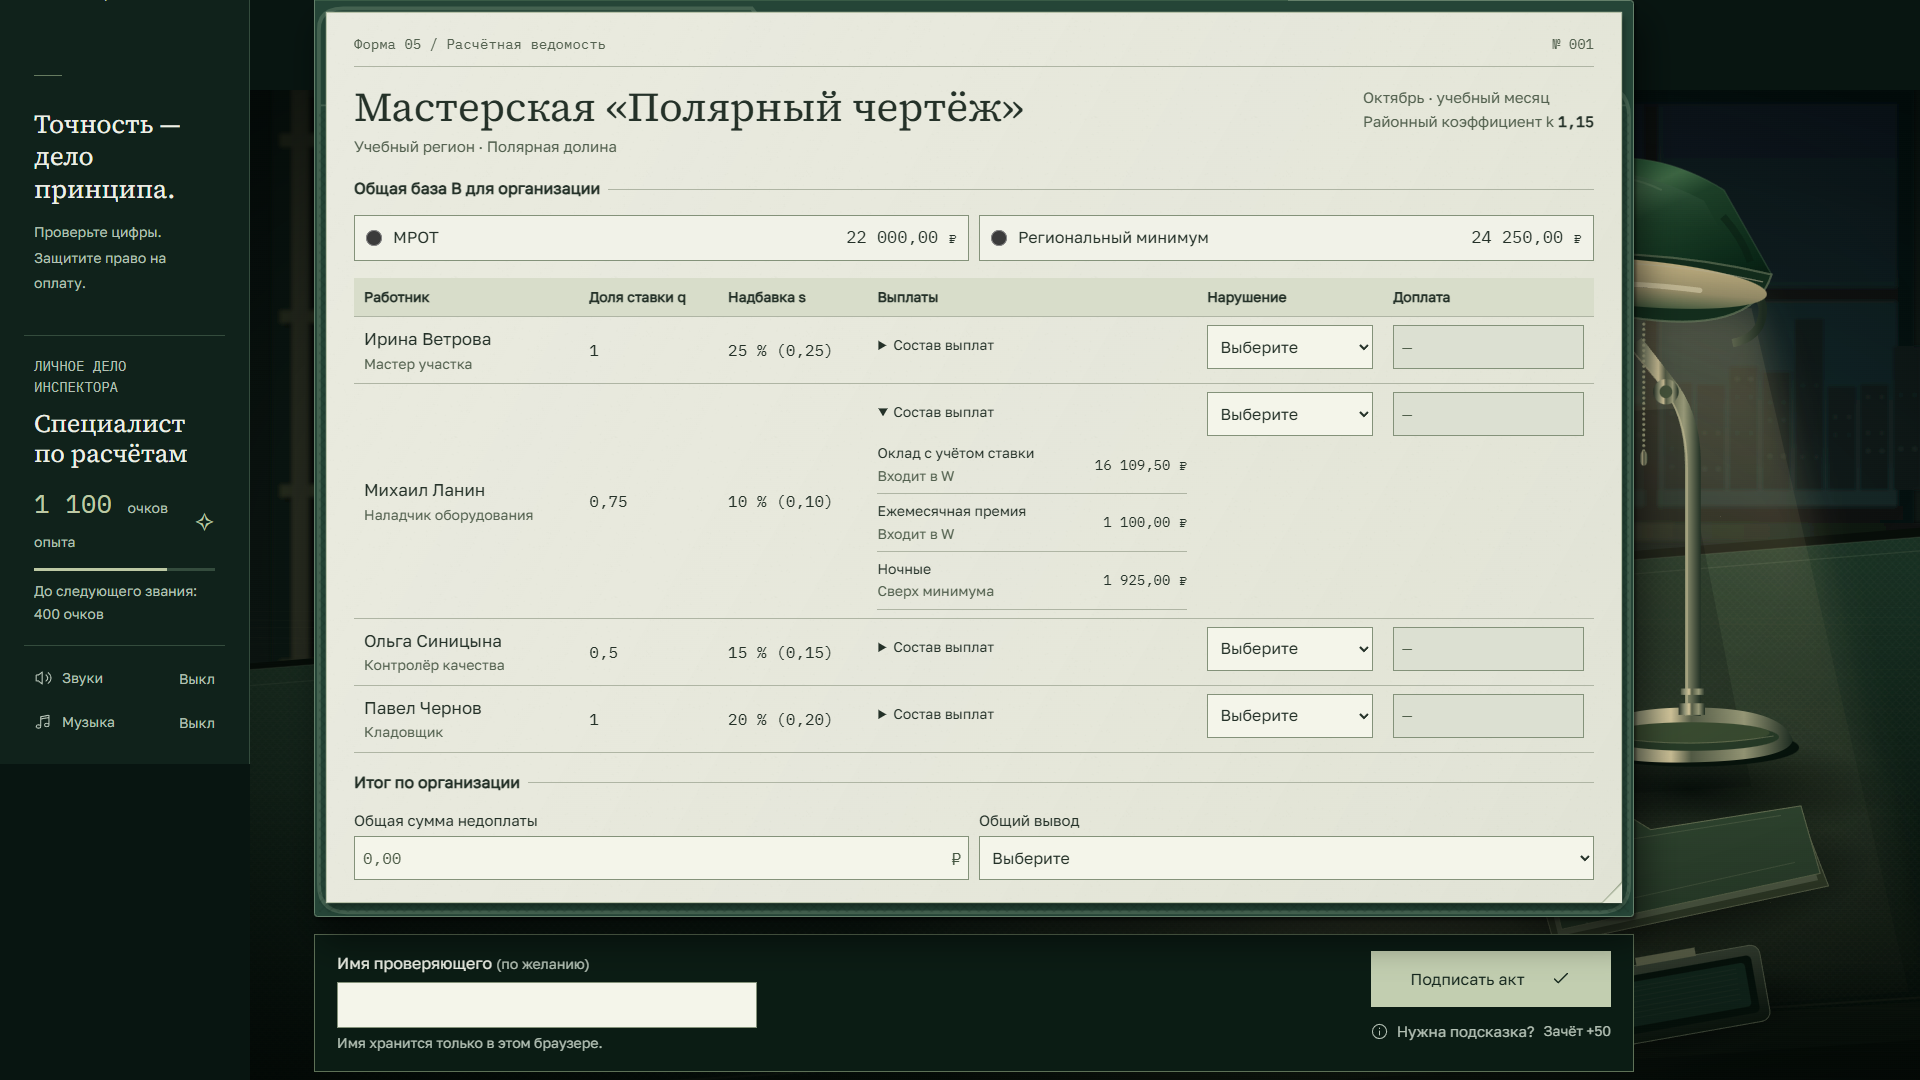 Точность —
дело
принципа.
Проверьте цифры.
Защитите право на
оплату.
ЛИЧНОЕ ДЕЛО
ИНСПЕКТОРА
Специалист
по расчётам
1 100 очков
опыта
До следующего звания:
400 очков
Звуки Выкл
Музыка Выкл
Форма 05 / Расчётная ведомость № 001
Мастерская «Полярный чертёж»
Учебный регион · Полярная долина
Октябрь · учебный месяц
Районный коэффициент k 1,15
Общая база B для организации
МРОТ 22 000,00 ₽
Региональный минимум 24 250,00 ₽
Работник Доля ставки q Надбавка s Выплаты Нарушение Доплата
Ирина Ветрова
Мастер участка
1 25 % (0,25) Состав выплат Выберите —
Михаил Ланин
Наладчик оборудования
0,75 10 % (0,10) Состав выплат Выберите —
Оклад с учётом ставки
Входит в W
16 109,50 ₽
Ежемесячная премия
Входит в W
1 100,00 ₽
Ночные
Сверх минимума
1 925,00 ₽
Ольга Синицына
Контролёр качества
0,5 15 % (0,15) Состав выплат Выберите —
Павел Чернов
Кладовщик
1 20 % (0,20) Состав выплат Выберите —
Итог по организации
Общая сумма недоплаты
0,00 ₽
Общий вывод
Выберите
Имя проверяющего (по желанию)
Имя хранится только в этом браузере.
Подписать акт
Нужна подсказка? Зачёт +50